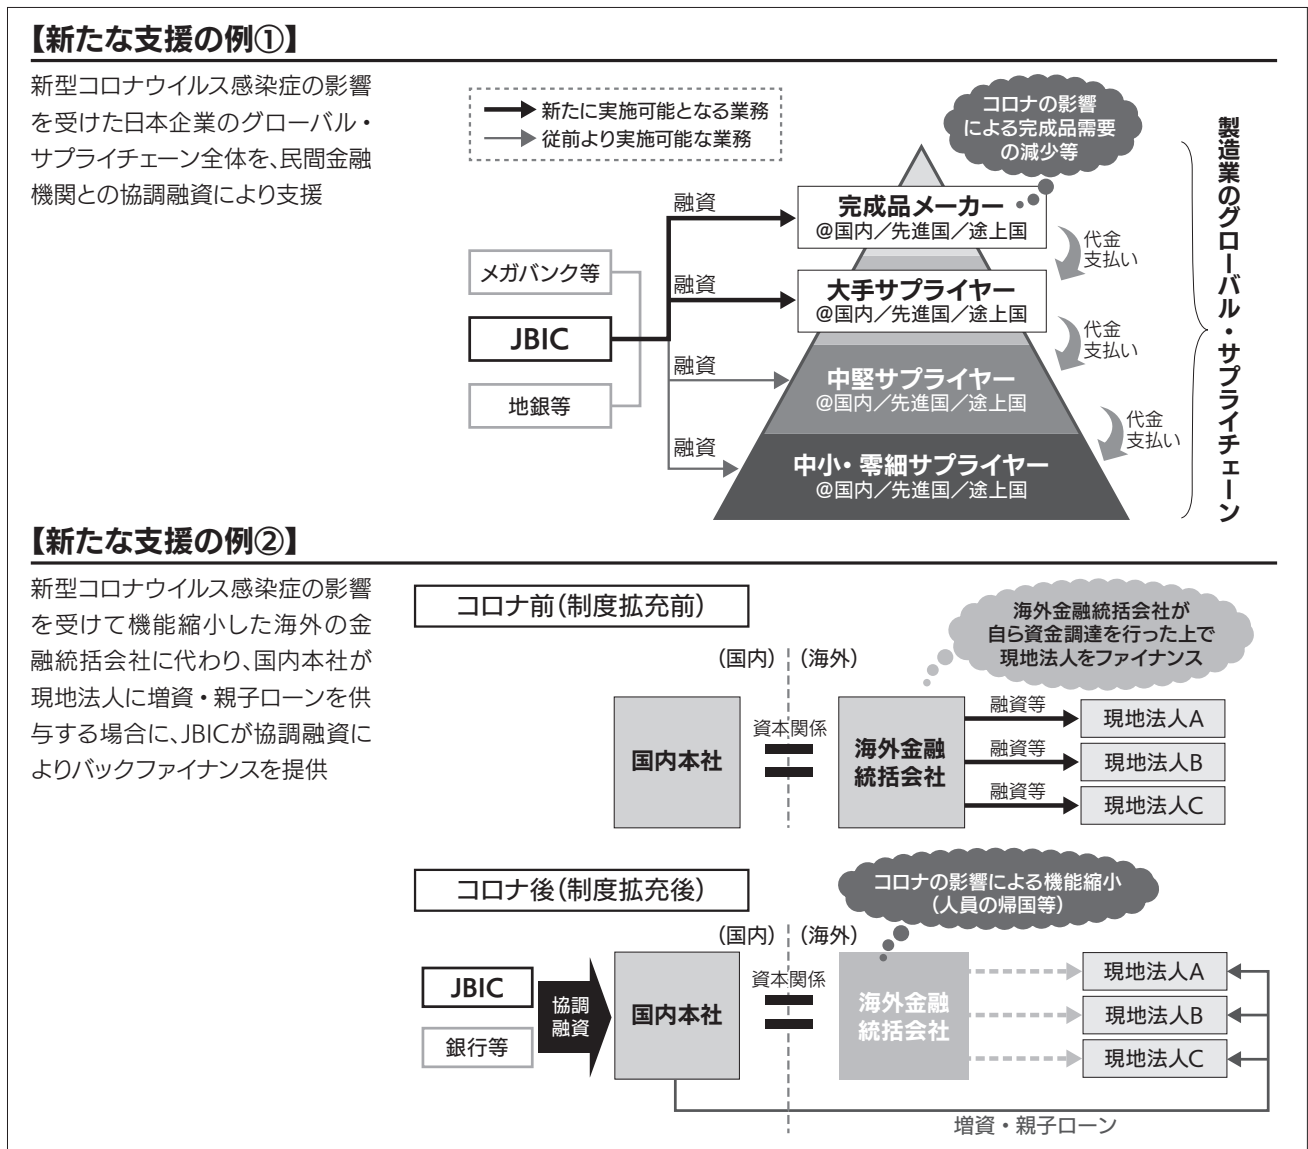 【新たな支援の例①】
新型コロナウイルス感染症の影響
を受けた日本企業のグローバル・
サプライチェーン全体を、民間金融
機関との協調融資により支援
新たに実施可能となる業務
従前より実施可能な業務
コロナの影響
による完成品需要
の減少等
製造業のグローバル・サプライチェーン
融資
完成品メーカー
@国内／先進国／途上国
代金
支払い
メガバンク等
融資
大手サプライヤー
@国内／先進国／途上国
JBIC
代金
支払い
融資
中堅サプライヤー
@国内／先進国／途上国
地銀等
代金
支払い
融資
中小・零細サプライヤー
@国内／先進国／途上国
【新たな支援の例②】
新型コロナウイルス感染症の影響
を受けて機能縮小した海外の金
融統括会社に代わり、国内本社が
現地法人に増資・親子ローンを供
与する場合に、JBICが協調融資に
よりバックファイナンスを提供
コロナ前（制度拡充前）
海外金融統括会社が
自ら資金調達を行った上で
現地法人をファイナンス
（国内）
（海外）
国内本社
資本関係
海外金融
統括会社
融資等
現地法人A
融資等
現地法人B
融資等
現地法人C
コロナ後（制度拡充後）
コロナの影響による機能縮小
（人員の帰国等）
（国内）
（海外）
JBIC
銀行等
協調
融資
国内本社
資本関係
海外金融
統括会社
現地法人A
現地法人B
現地法人C
増資・親子ローン